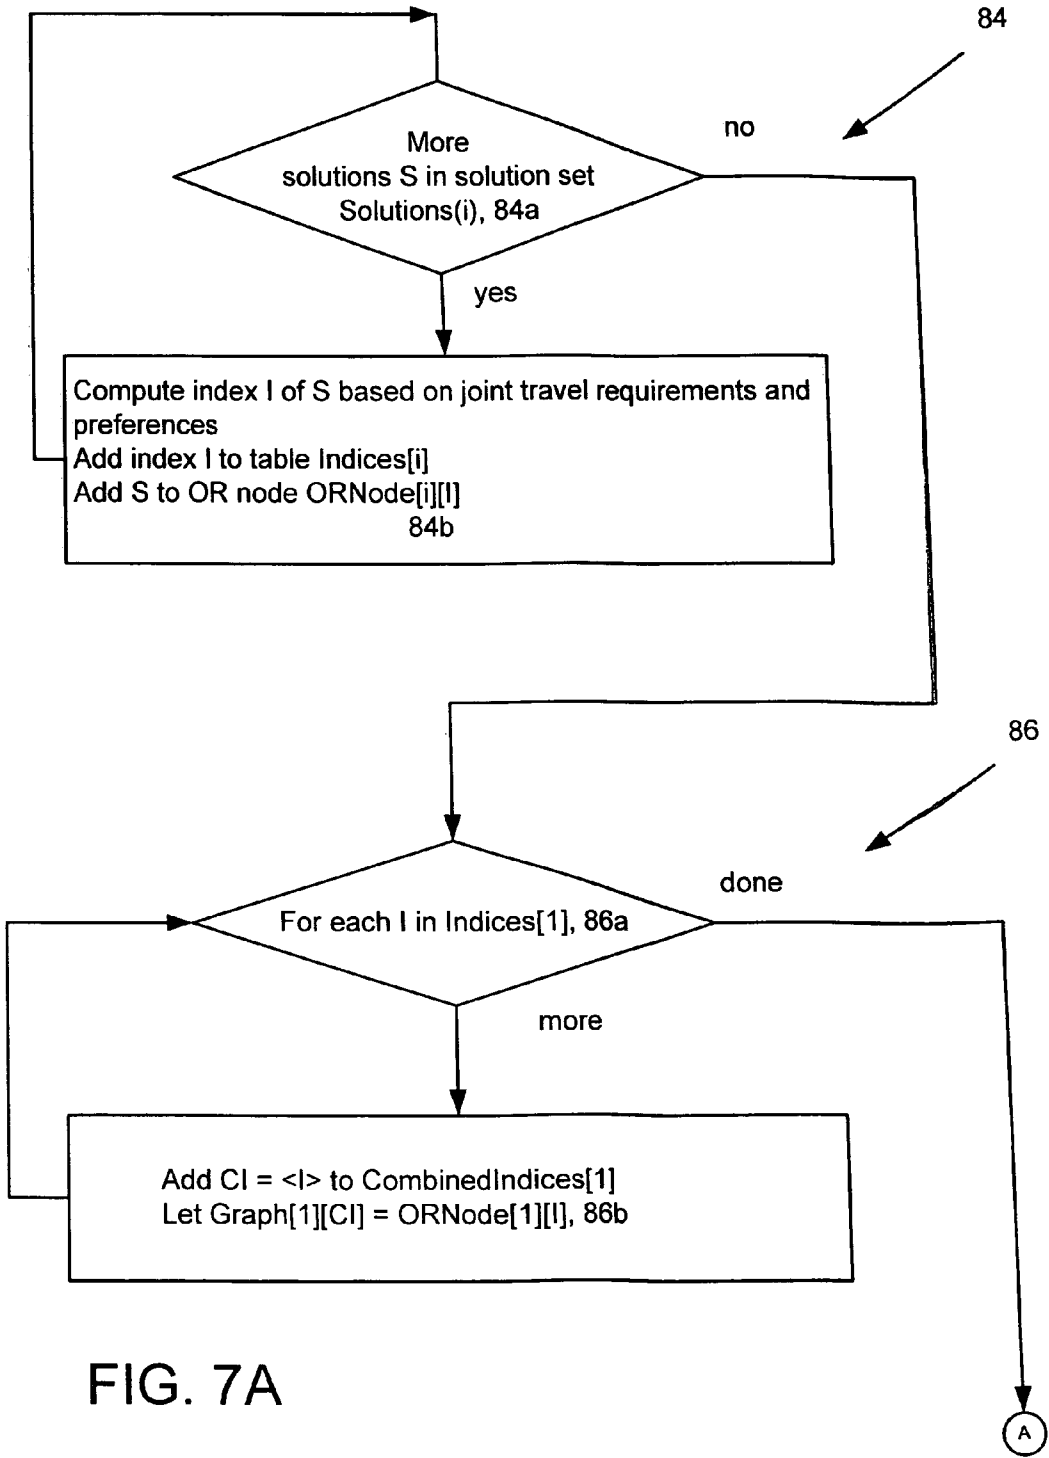 84
no
More
solutions S in solution set
Solutions(i), 84a
yes
Compute index I of S based on joint travel requirements and
preferences
Add index I to table Indices[i]
Add S to OR node ORNode[i][I]
84b
86
done
For each I in Indices[1], 86a
more
Add CI = <I> to CombinedIndices[1]
Let Graph[1][CI] = ORNode[1][I], 86b
FIG. 7A
A